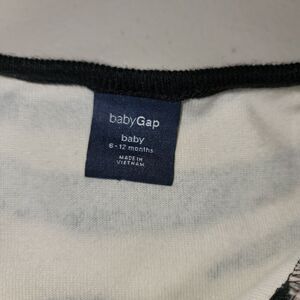 babyGap
baby
6-12 months
MADE IN
VIETNAM